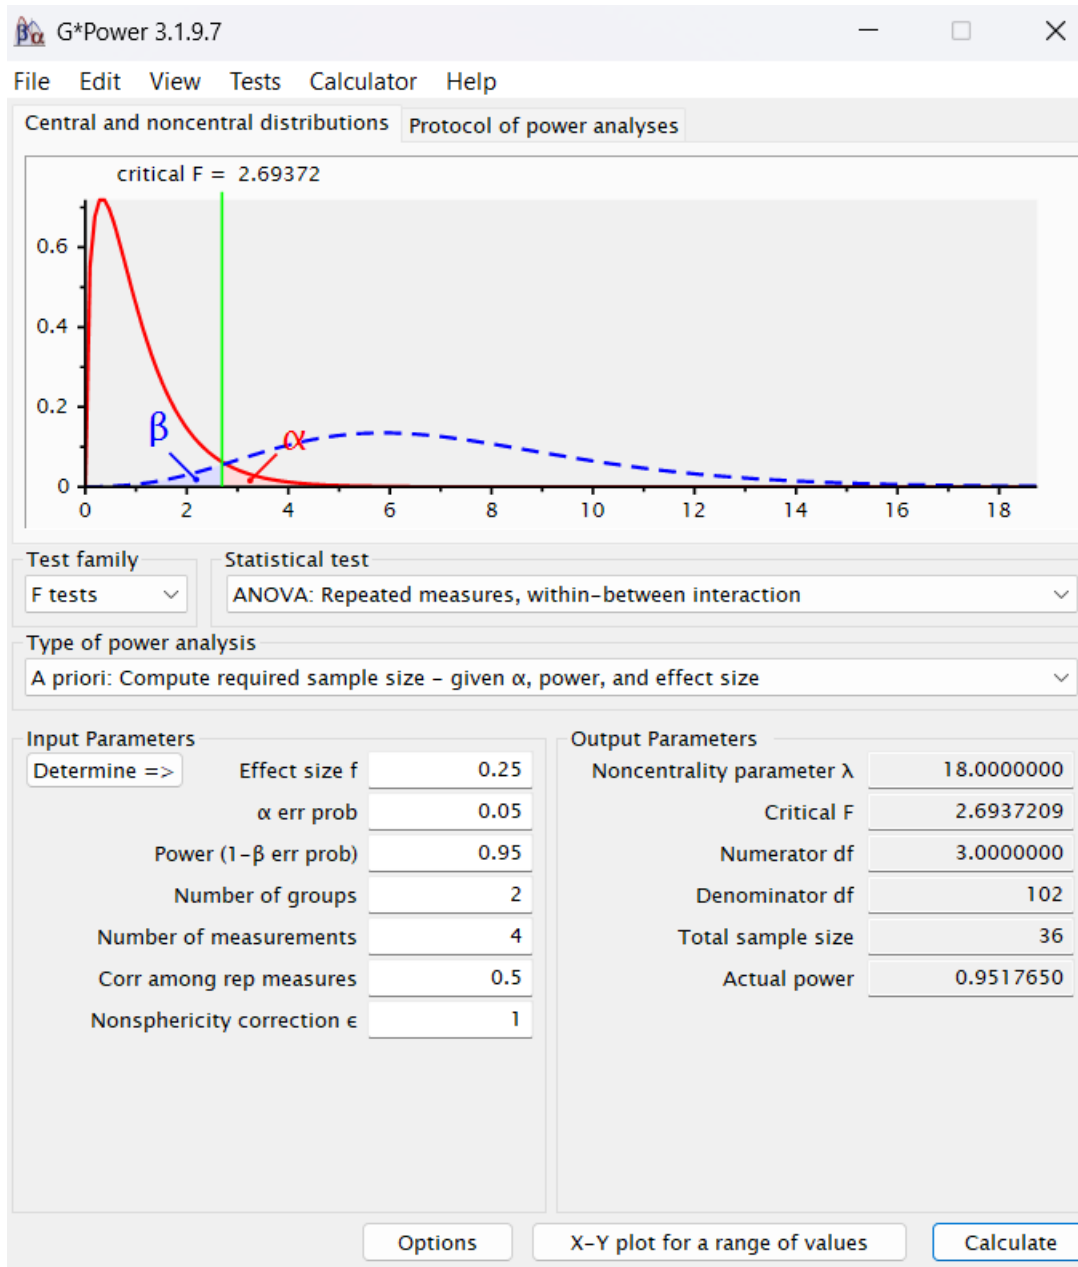 G*Power 3.1.9.7
File Edit View Tests Calculator Help
Central and noncentral distributions Protocol of power analyses
critical F = 2.69372
0.6
0.4
0.2
0
β
α
0 2 4 6 8 10 12 14 16 18
Test family
Statistical test
F tests
ANOVA: Repeated measures, within-between interaction
Type of power analysis
A priori: Compute required sample size - given α, power, and effect size
Input Parameters
Determine =>
Effect size f 0.25
α err prob 0.05
Power (1-β err prob) 0.95
Number of groups 2
Number of measurements 4
Corr among rep measures 0.5
Nonsphericity correction ϵ 1
Output Parameters
Noncentrality parameter λ 18.0000000
Critical F 2.6937209
Numerator df 3.0000000
Denominator df 102
Total sample size 36
Actual power 0.9517650
Options
X-Y plot for a range of values
Calculate